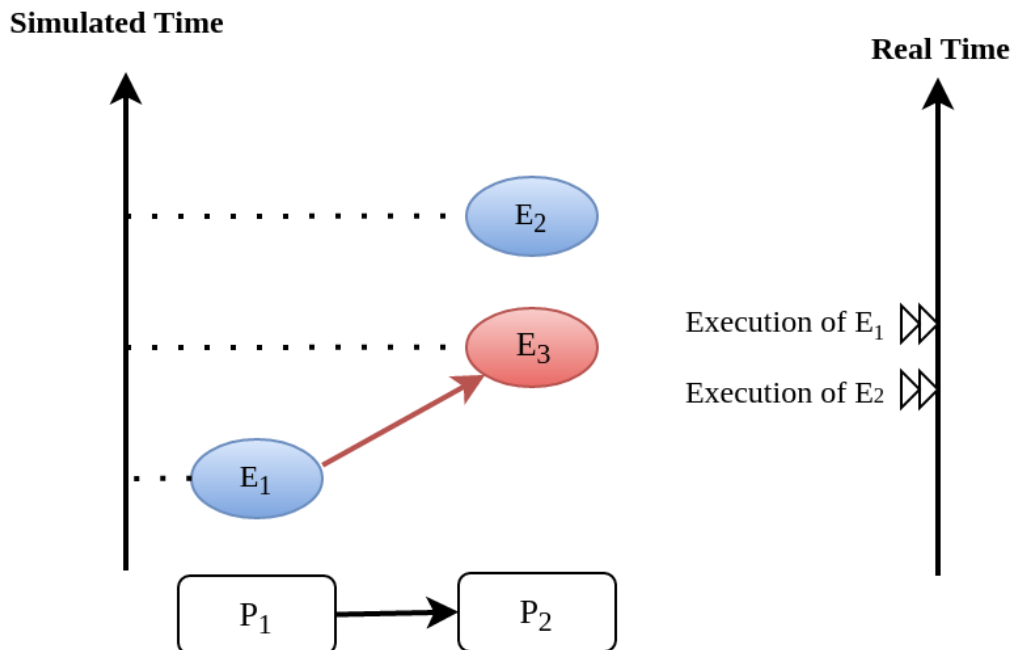 Simulated Time
Real Time
E2
E3
Execution of E1
Execution of E2
E1
P1
P2